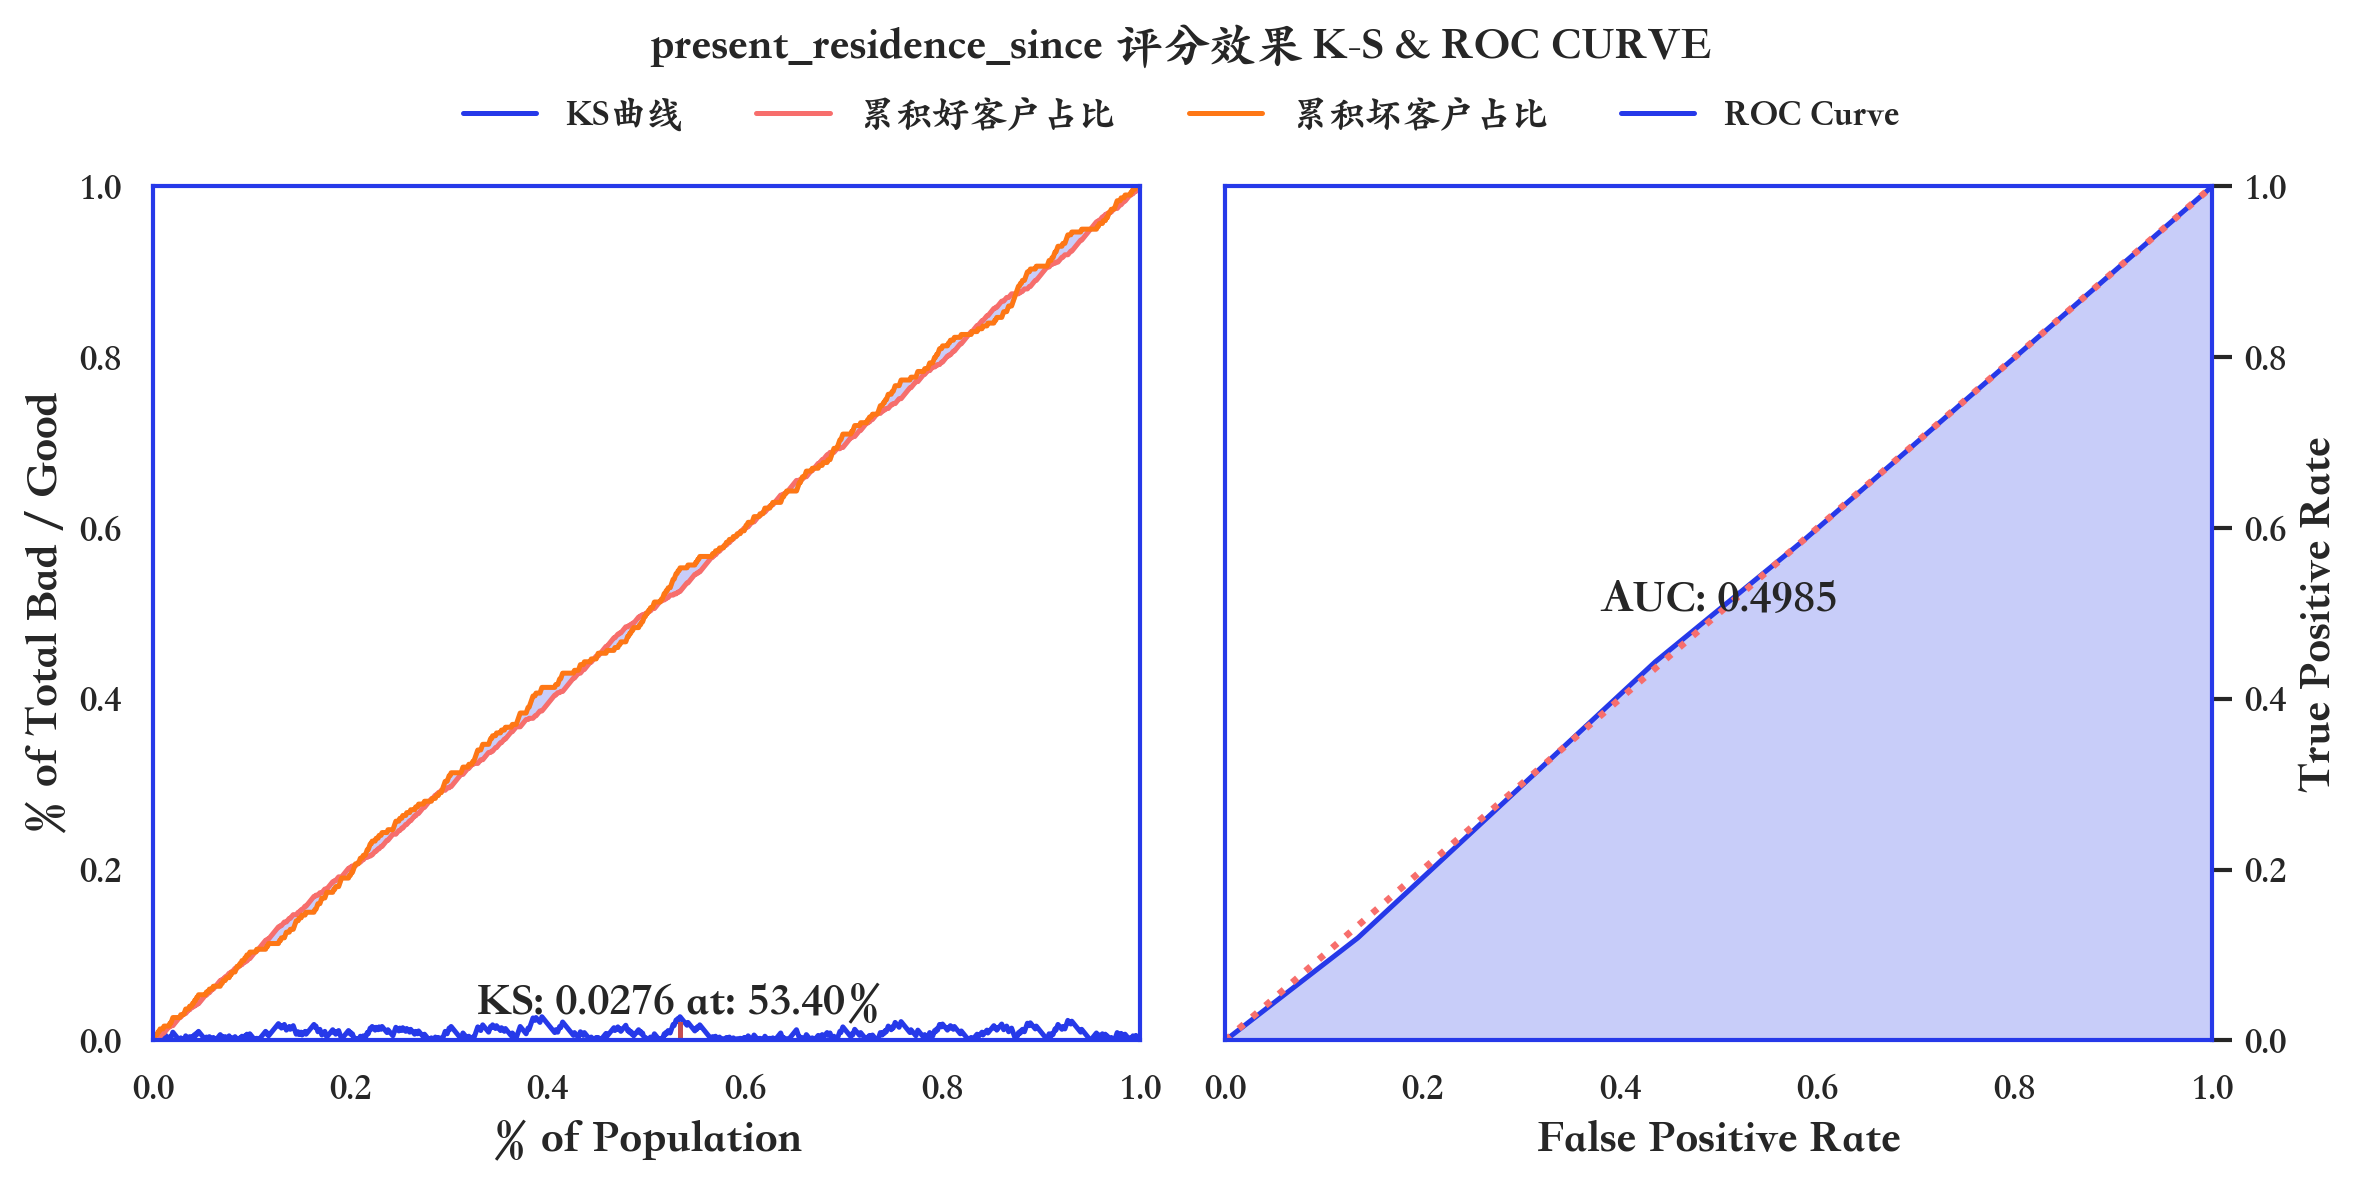 present_residence_since 评分效果 K-S & ROC CURVE
KS曲线 累积好客户占比 累积坏客户占比 ROC Curve
% of Total Bad / Good
1.0
0.8
0.6
0.4
0.2
0.0
KS: 0.0276 at: 53.40%
0.0 0.2 0.4 0.6 0.8 1.0
% of Population
AUC: 0.4985
0.0 0.2 0.4 0.6 0.8 1.0
False Positive Rate
1.0
0.8
0.6
0.4
0.2
0.0
True Positive Rate